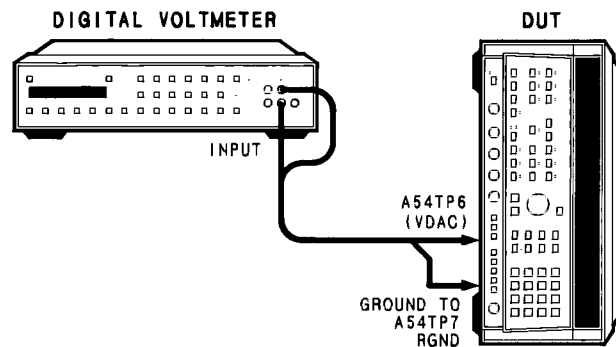 DIGITAL VOLTMETER
DUT
INPUT
A54TP6
(VDAC)
GROUND TO
A54TP7
RGND